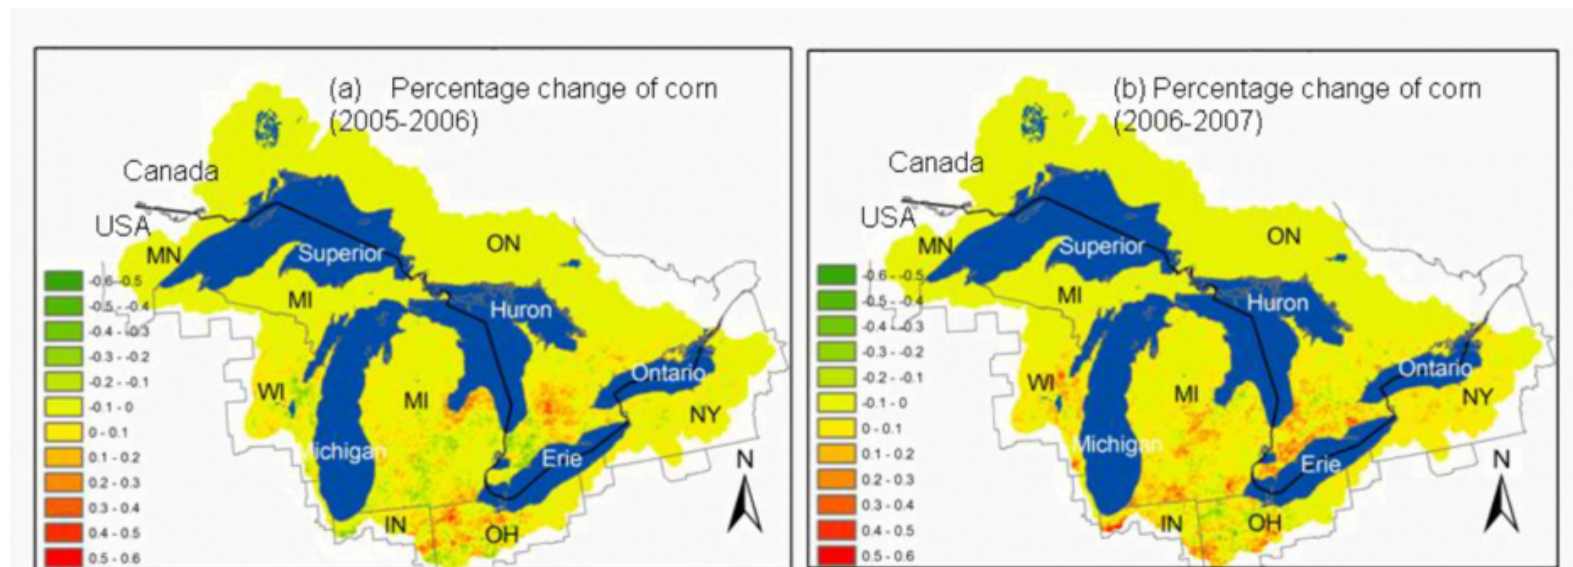 (a) Percentage change of corn
(2005-2006)
Canada
USA
MN
Superior
ON
MI
Huron
WI
MI
Ontario
NY
Michigan
Erie
IN
OH
N
-0.6 - -0.5
-0.5 - -0.4
-0.4 - -0.3
-0.3 - -0.2
-0.2 - -0.1
-0.1 - 0
0 - 0.1
0.1 - 0.2
0.2 - 0.3
0.3 - 0.4
0.4 - 0.5
0.5 - 0.6
(b) Percentage change of corn
(2006-2007)
Canada
USA
MN
Superior
ON
MI
Huron
WI
MI
Ontario
NY
Michigan
Erie
IN
OH
N
-0.6 - -0.5
-0.5 - -0.4
-0.4 - -0.3
-0.3 - -0.2
-0.2 - -0.1
-0.1 - 0
0 - 0.1
0.1 - 0.2
0.2 - 0.3
0.3 - 0.4
0.4 - 0.5
0.5 - 0.6